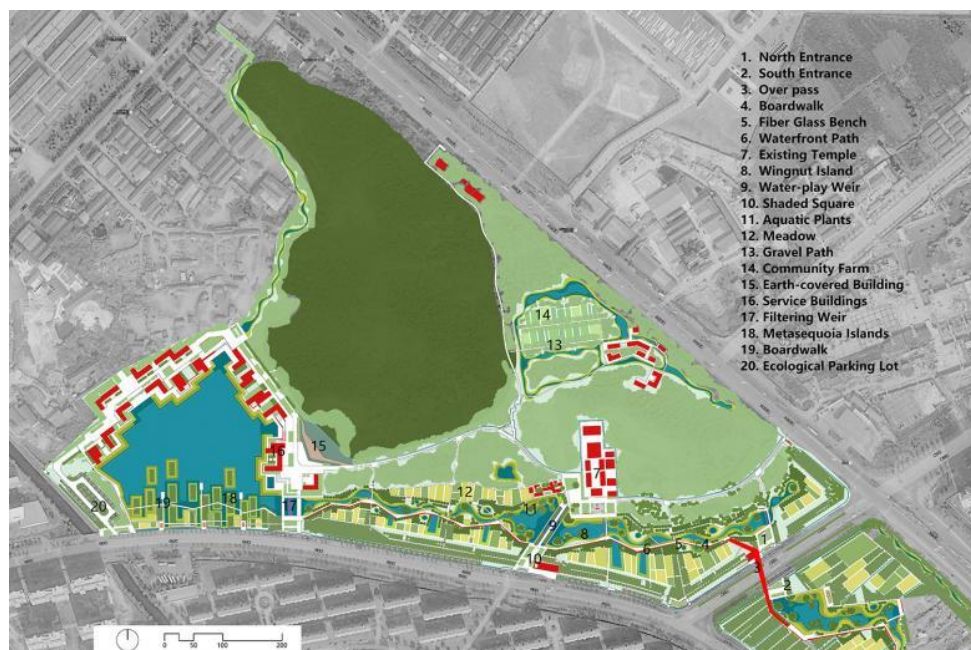 1. North Entrance
2. South Entrance
3. Over pass
4. Boardwalk
5. Fiber Glass Bench
6. Waterfront Path
7. Existing Temple
8. Wingnut Island
9. Water-play Weir
10. Shaded Square
11. Aquatic Plants
12. Meadow
13. Gravel Path
14. Community Farm
15. Earth-covered Building
16. Service Buildings
17. Filtering Weir
18. Metasequoia Islands
19. Boardwalk
20. Ecological Parking Lot
14
13
15
16
7
12
20
19
18
17
11
9
8
10
6
5
4
1
3
2
0
50
100
200